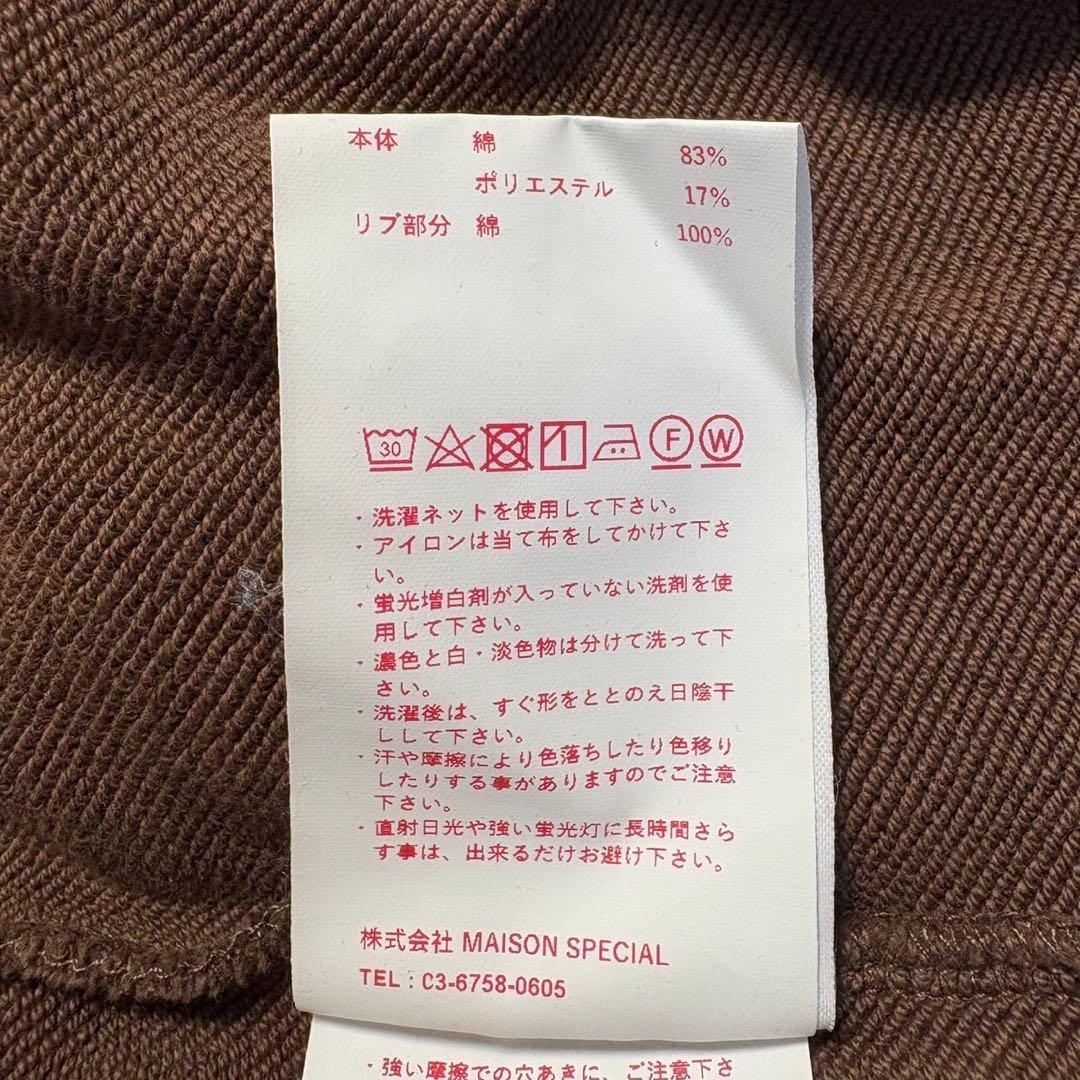 本体 綿 83%
ポリエステル 17%
リブ部分 綿 100%
30 F W
・洗濯ネットを使用して下さい。
・アイロンは当て布をしてかけて下さ
い。
・蛍光増白剤が入っていない洗剤を使
用して下さい。
・濃色と白・淡色物は分けて洗って下
さい。
・洗濯後は、すぐ形をととのえ日陰干
しして下さい。
・汗や摩擦により色落ちしたり色移り
したりする事がありますのでご注意
下さい。
・直射日光や強い蛍光灯に長時間さら
す事は、出来るだけお避け下さい。
株式会社 MAISON SPECIAL
TEL : 03-6758-0605
・強い摩擦での穴あきに、ご注意下さ